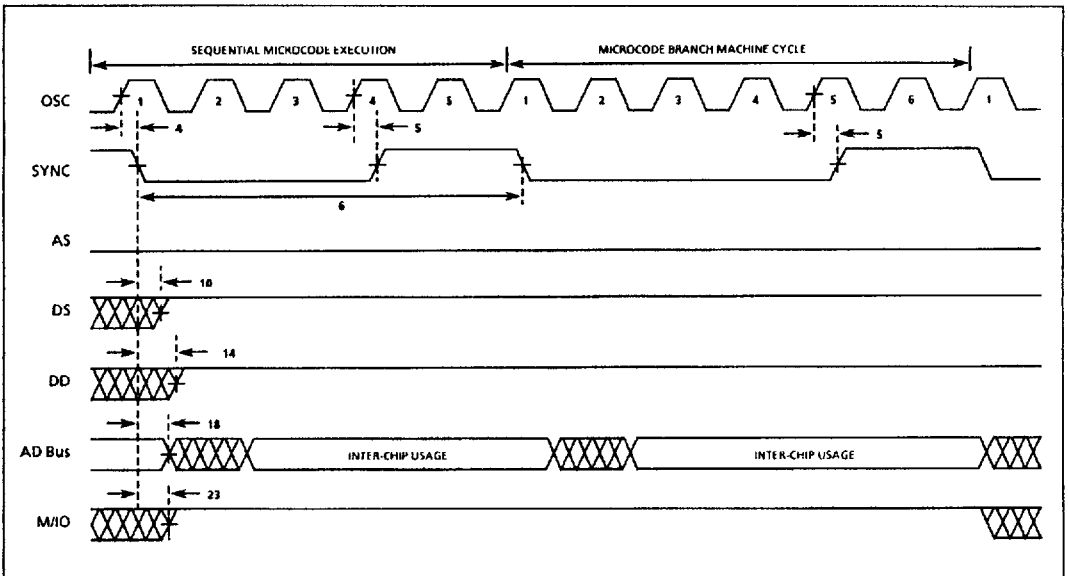 SEQUENTIAL MICROCODE EXECUTION MICROCODE BRANCH MACHINE CYCLE
OSC 1 2 3 4 5 1 2 3 4 5 6 1
4 5 5
SYNC
6
AS
10
DS
14
DD
18
AD Bus INTER-CHIP USAGE INTER-CHIP USAGE
23
M/IO